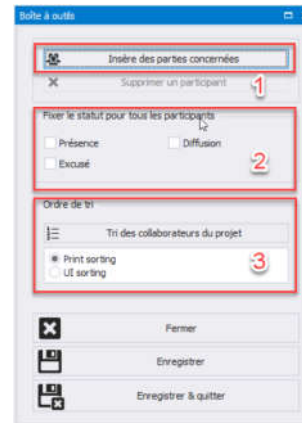 Boîte à outils
Insère des parties concernées
Supprimer un participant
1
Fixer le statut pour tous les participants
Présence
Diffusion
Excusé
2
Ordre de tri
Tri des collaborateurs du projet
Print sorting
3
UI sorting
Fermer
Enregistrer
Enregistrer & quitter